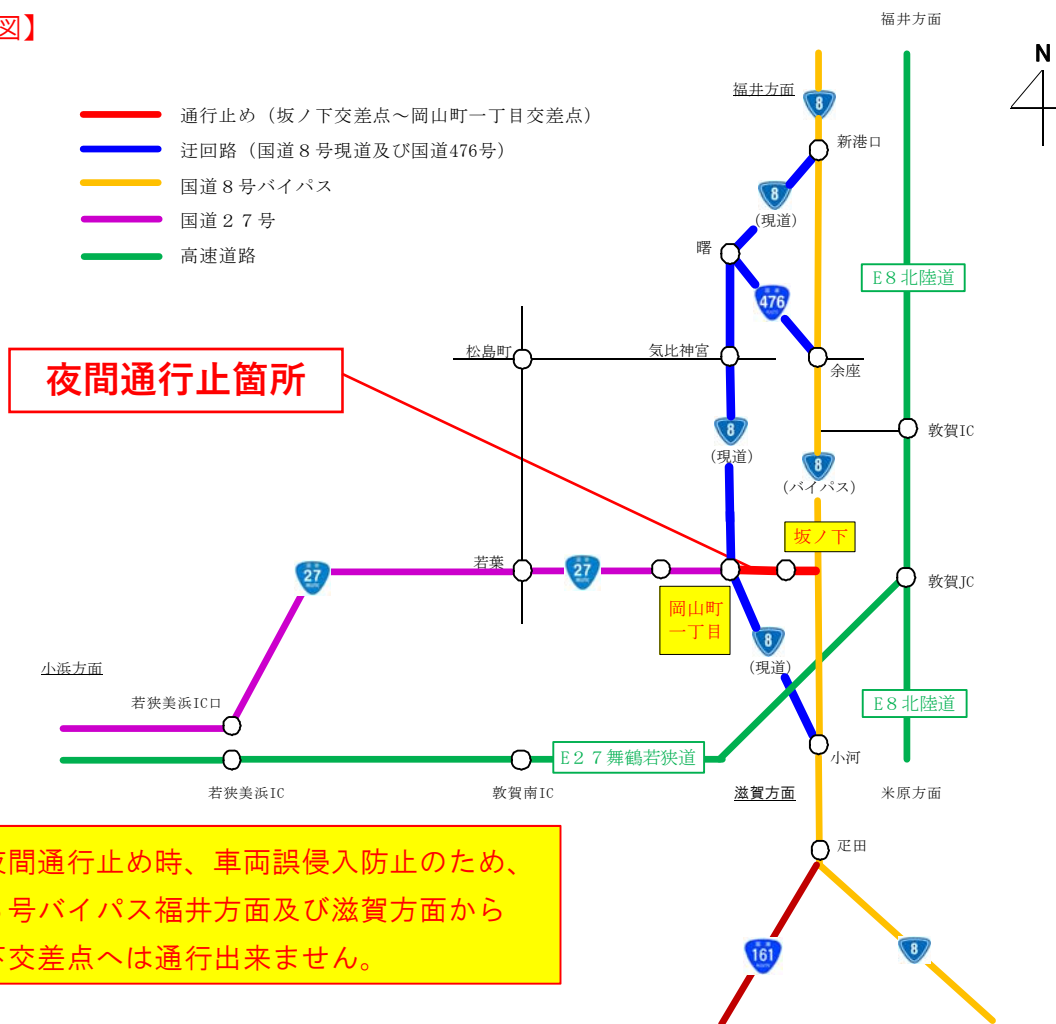 図】
福井方面
N
通行止め（坂ノ下交差点～岡山町一丁目交差点）
迂回路（国道８号現道及び国道476号）
国道８号バイパス
国道２７号
高速道路
福井方面
8
新港口
8
(現道)
曙
E８北陸道
476
松島町
気比神宮
余座
夜間通行止箇所
8
(現道)
敦賀IC
8
(バイパス)
坂ノ下
若葉
27
27
敦賀JC
岡山町
一丁目
8
(現道)
小浜方面
若狭美浜IC口
E８北陸道
E２７舞鶴若狭道
小河
若狭美浜IC
敦賀南IC
滋賀方面
米原方面
夜間通行止め時、車両誤侵入防止のため、
号バイパス福井方面及び滋賀方面から
下交差点へは通行出来ません。
疋田
161
8